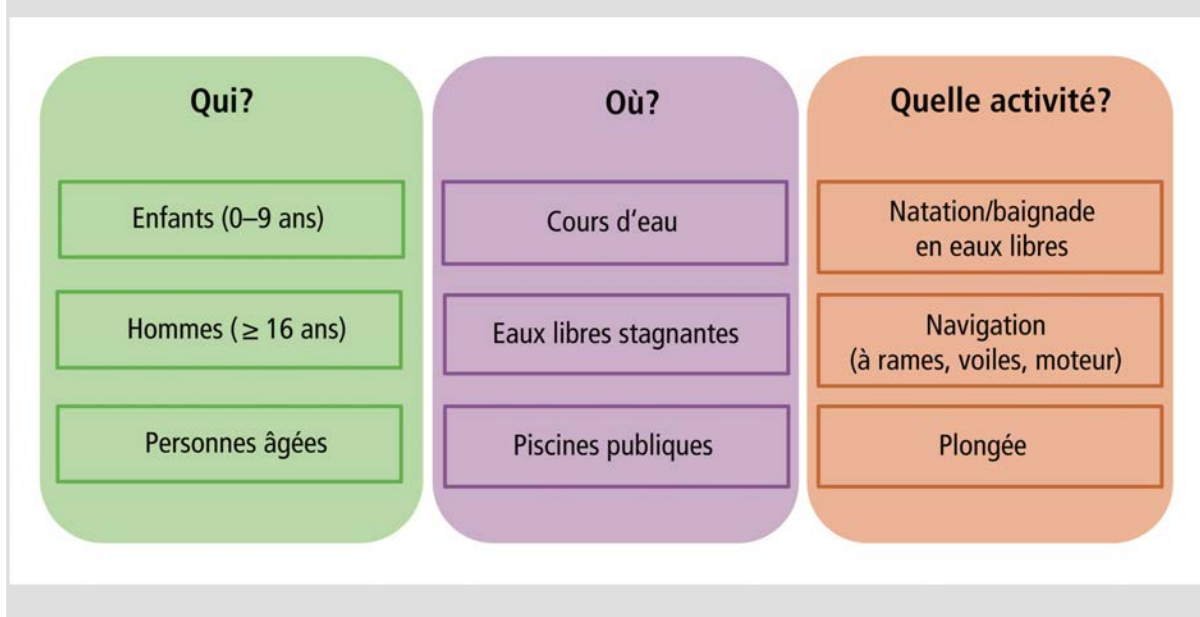 Qui?
Enfants (0–9 ans)
Hommes (≥ 16 ans)
Personnes âgées
Où?
Cours d'eau
Eaux libres stagnantes
Piscines publiques
Quelle activité?
Natation/baignade
en eaux libres
Navigation
(à rames, voiles, moteur)
Plongée